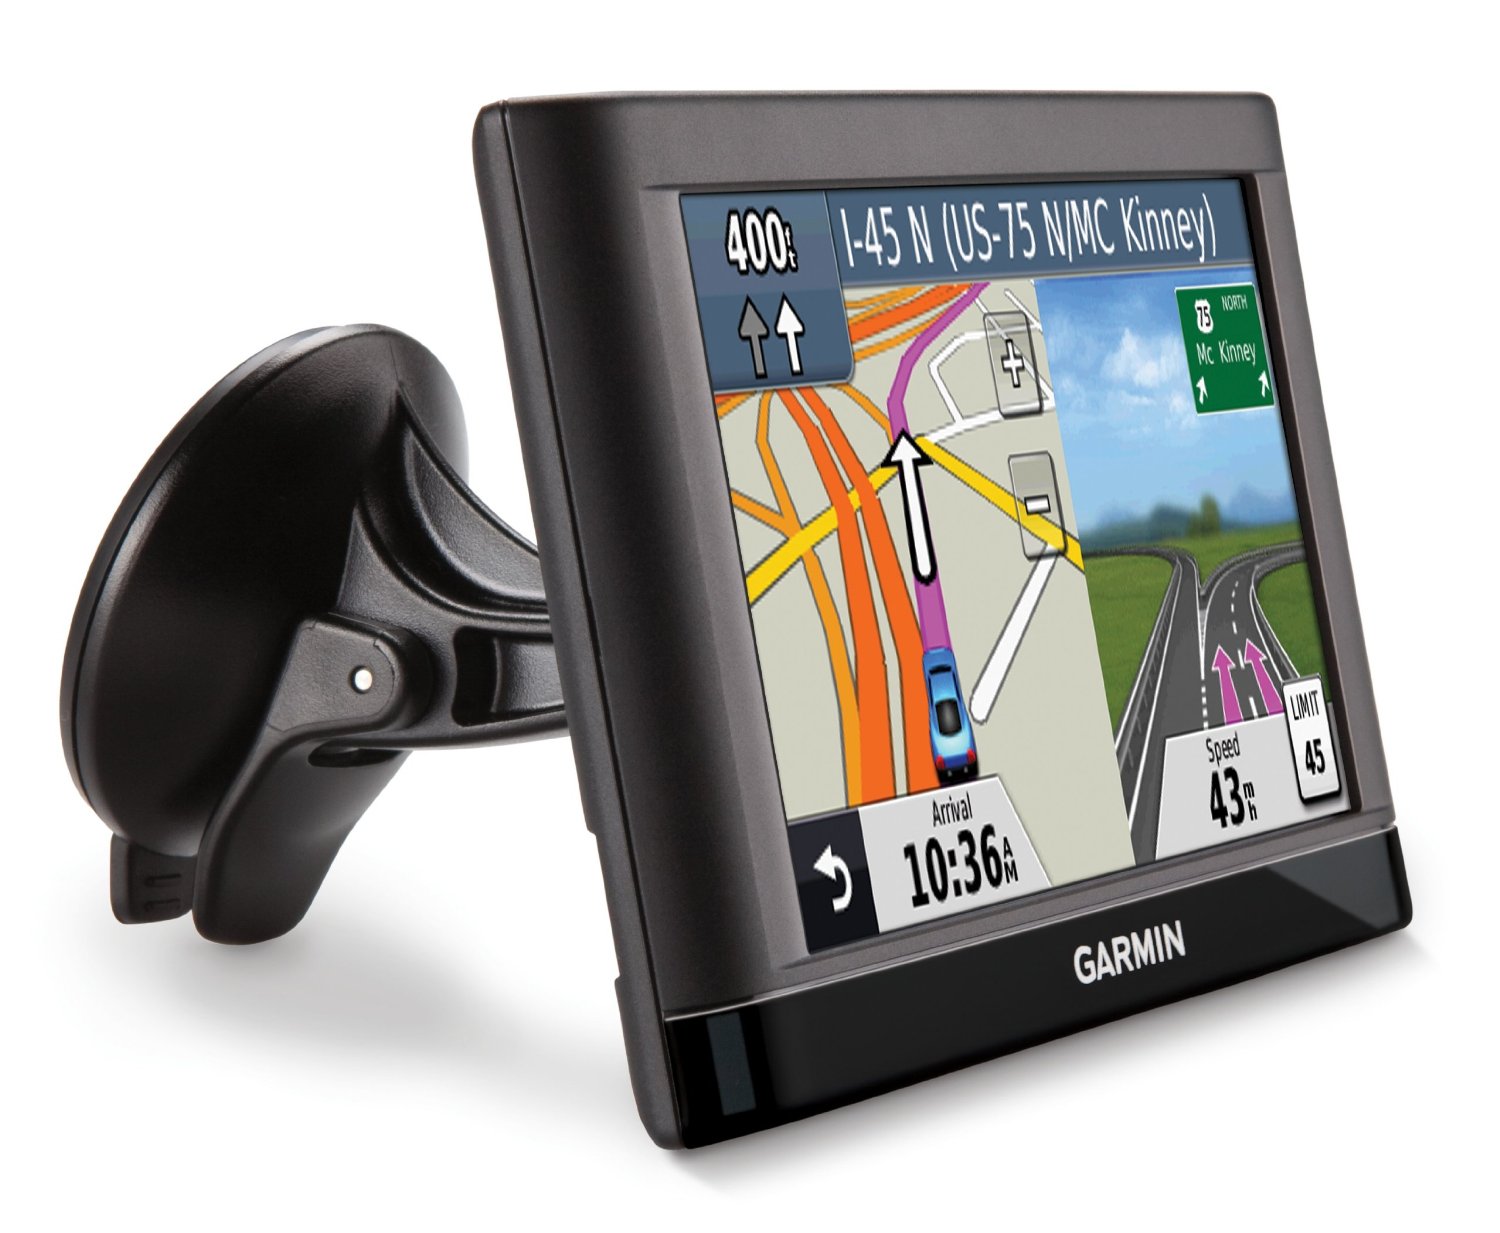 400ft
I-45 N (US-75 N/MC Kinney)
+
75
NORTH
Mc Kinney
-
LIMIT
45
Speed
43mh
Arrival
10:36AM
GARMIN